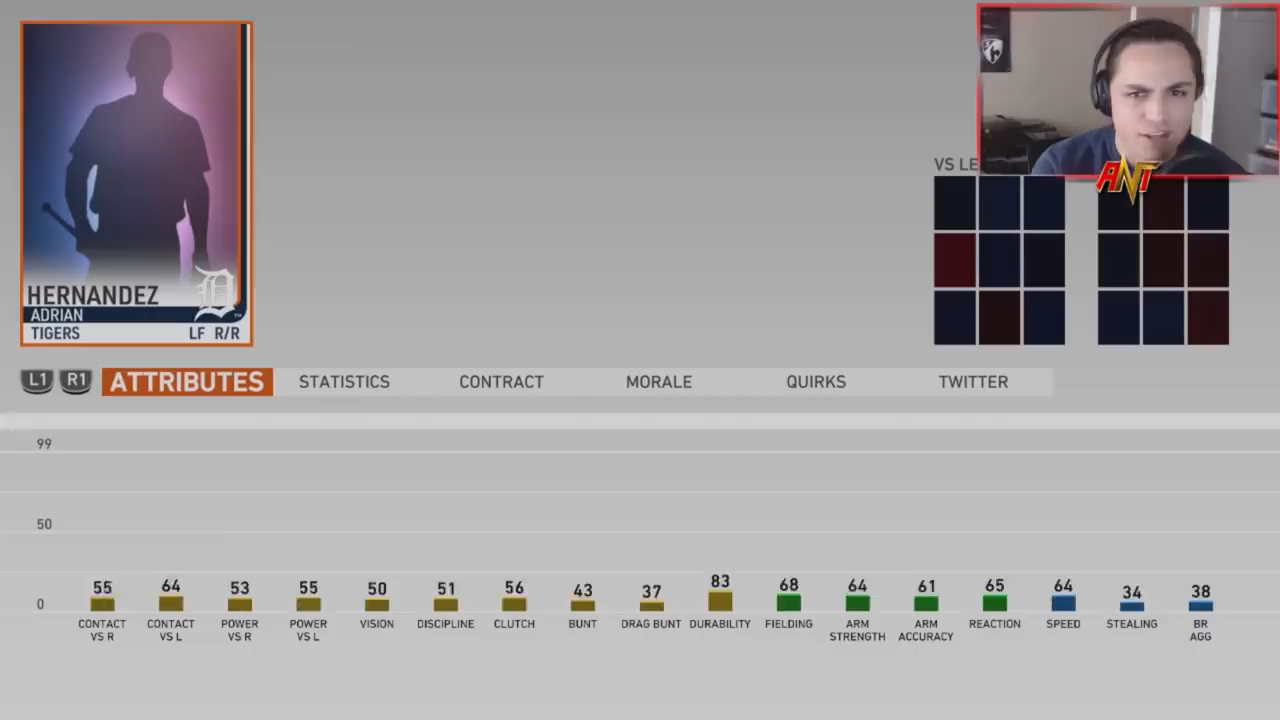 HERNANDEZ
ADRIAN
TIGERS LF R/R
VS LE
ANT
L1 R1 ATTRIBUTES STATISTICS CONTRACT MORALE QUIRKS TWITTER
99
50
0
55 64 53 55 50 51 56 43 37 83 68 64 61 65 64 34 38
CONTACT VS R CONTACT VS L POWER VS R POWER VS L VISION DISCIPLINE CLUTCH BUNT DRAG BUNT DURABILITY FIELDING ARM STRENGTH ARM ACCURACY REACTION SPEED STEALING BR AGG